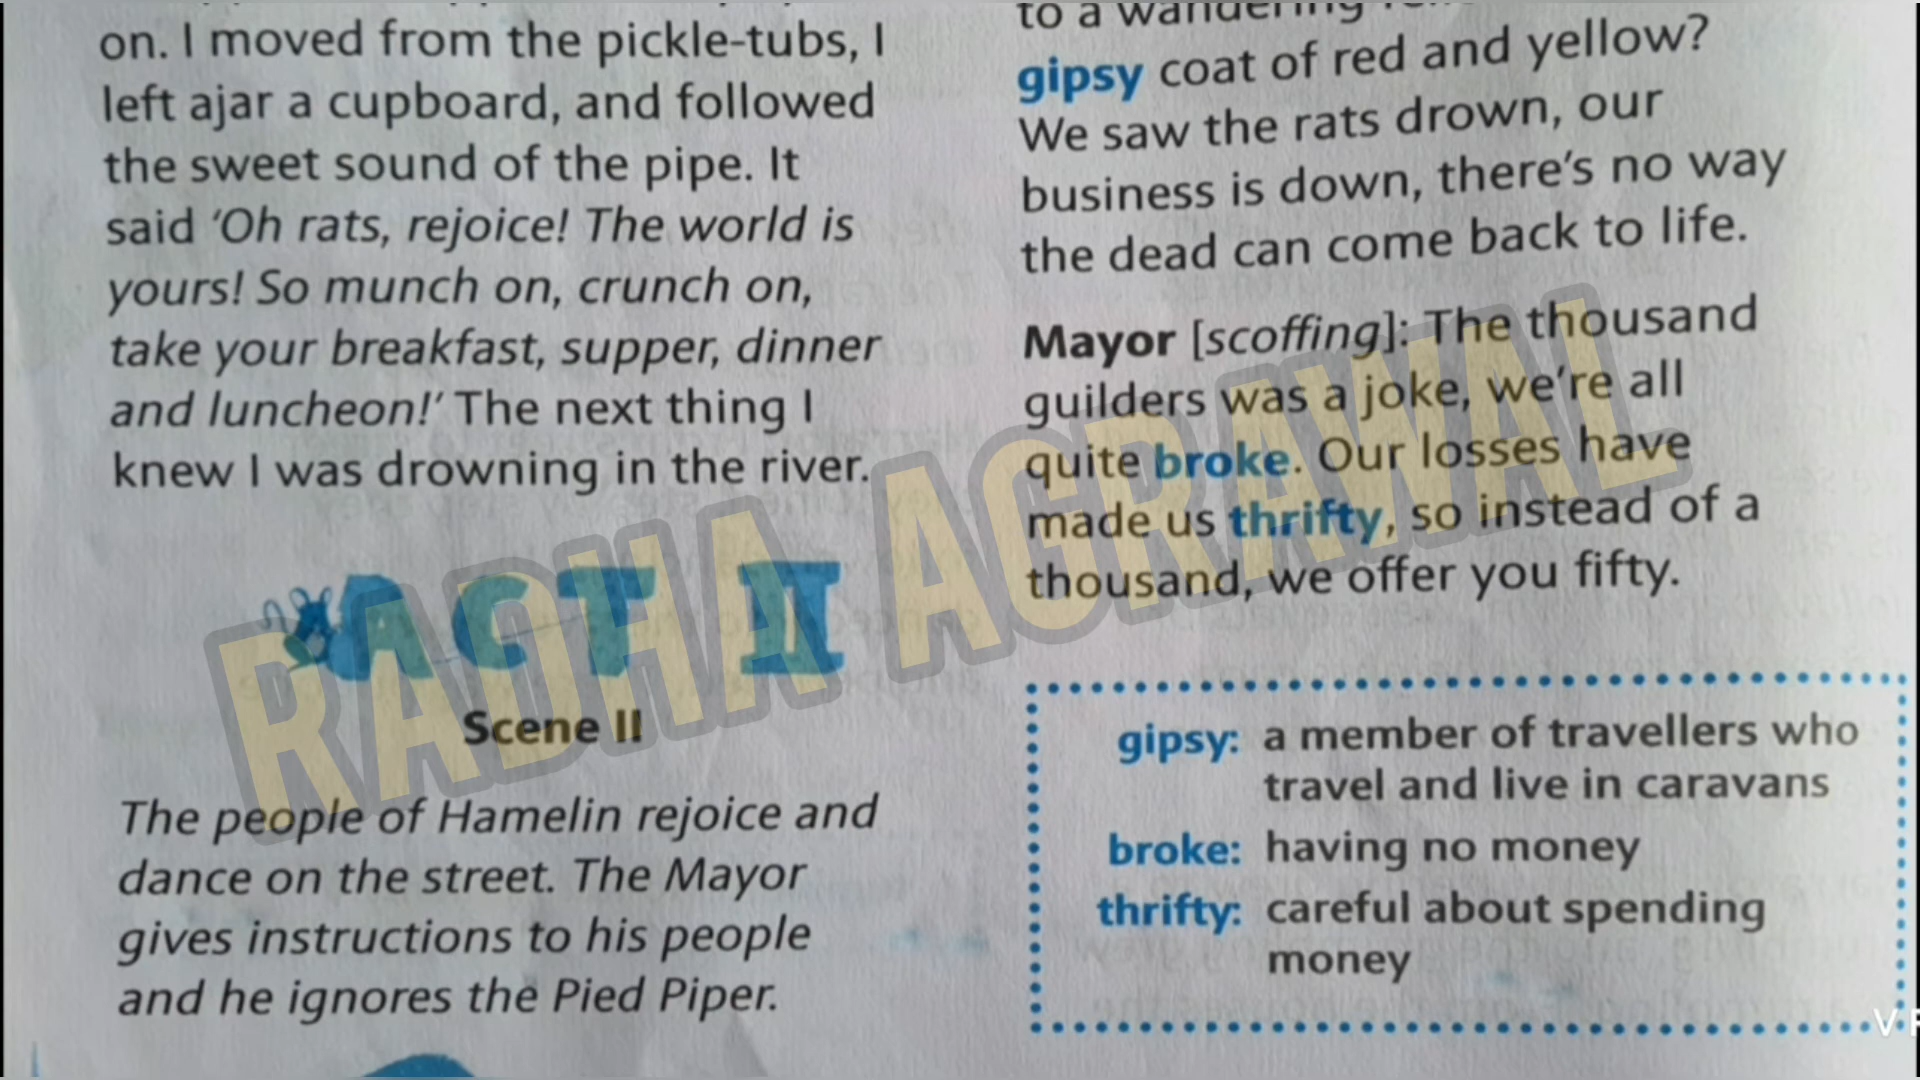 on. I moved from the pickle-tubs, I
left ajar a cupboard, and followed
the sweet sound of the pipe. It
said ‘Oh rats, rejoice! The world is
yours! So munch on, crunch on,
take your breakfast, supper, dinner
and luncheon!’ The next thing I
knew I was drowning in the river.
ACT II
Scene II
The people of Hamelin rejoice and
dance on the street. The Mayor
gives instructions to his people
and he ignores the Pied Piper.
to a wandering
gipsy coat of red and yellow?
We saw the rats drown, our
business is down, there's no way
the dead can come back to life.
Mayor [scoffing]: The thousand
guilders was a joke, we're all
quite broke. Our losses have
made us thrifty, so instead of a
thousand, we offer you fifty.
gipsy: a member of travellers who
travel and live in caravans
broke: having no money
thrifty: careful about spending
money
RADHA AGRAWAL